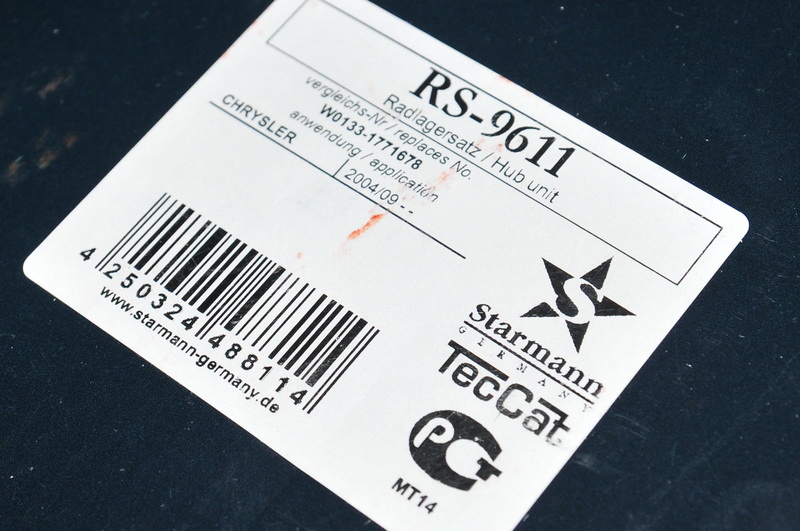 RS-9611
Radlagersatz / Hub unit
vergleichs-Nr / replaces No.
W0133-1771678
anwendung / application
CHRYSLER
2004/09--
4 250324 488114
www.starmann-germany.de
S
Starmann
GERMANY
TecCat
РСТ
MT14